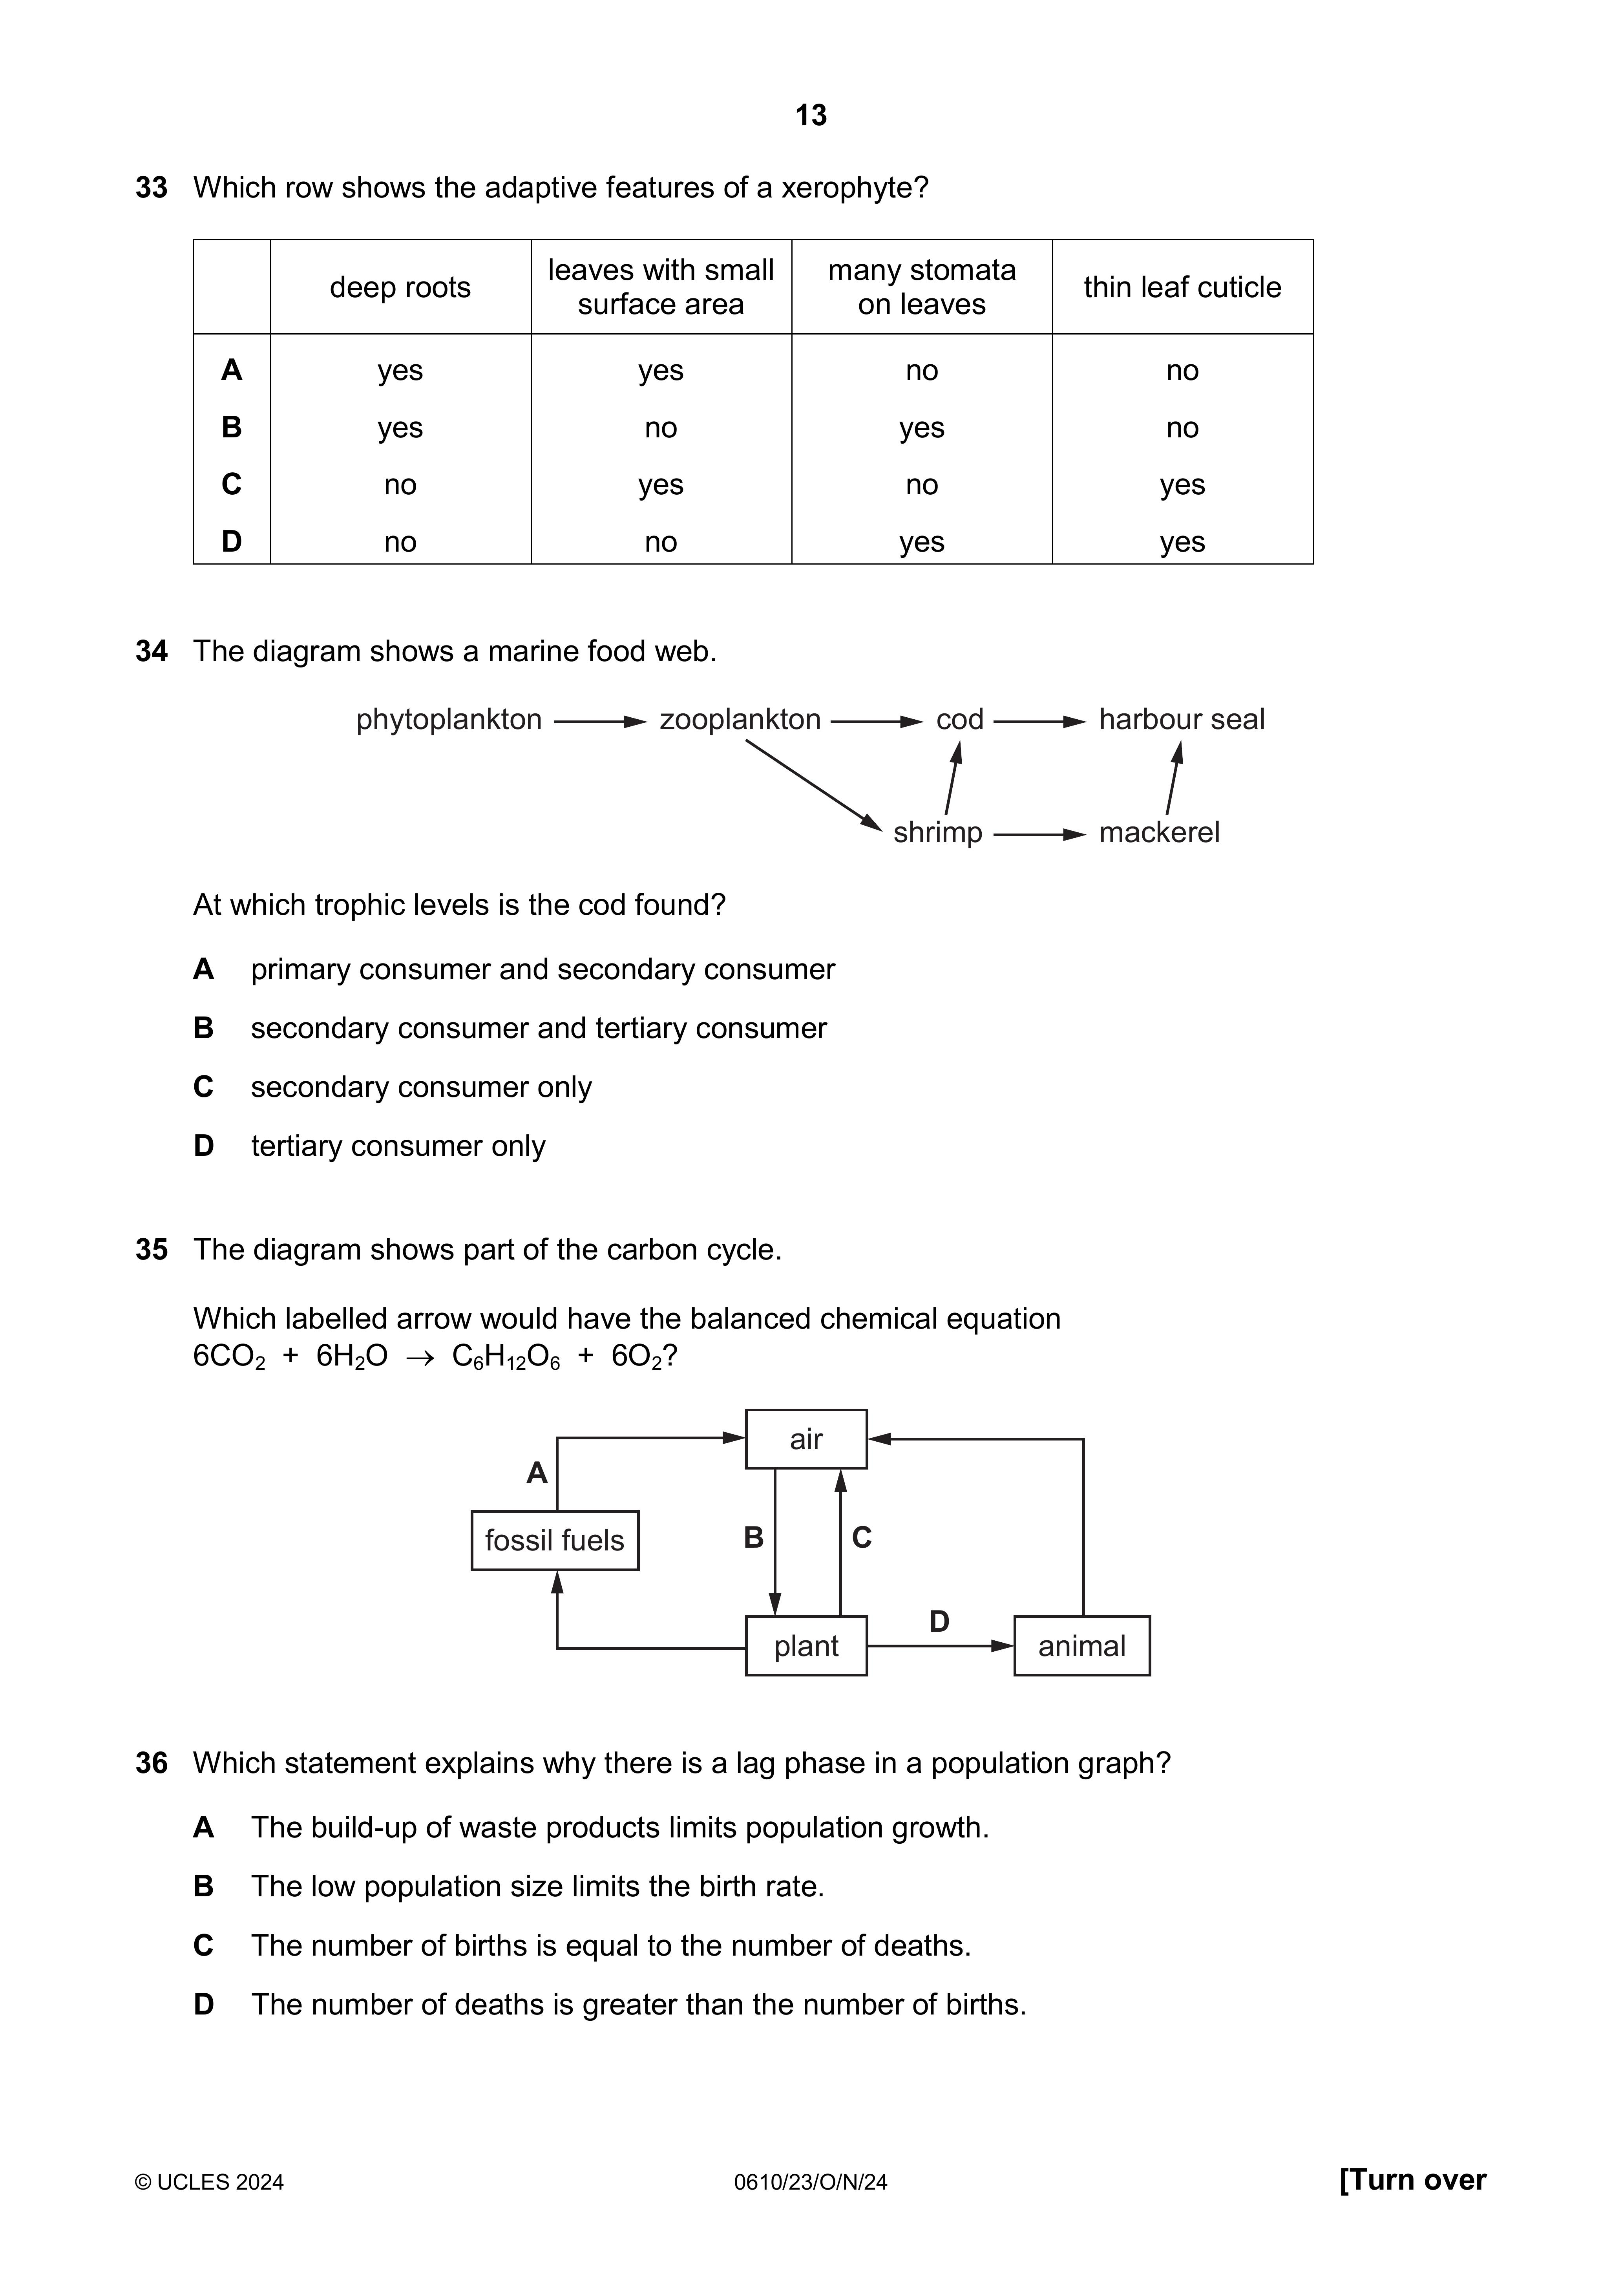 13
33 Which row shows the adaptive features of a xerophyte?
deep roots leaves with small surface area many stomata on leaves thin leaf cuticle
A yes yes no no
B yes no yes no
C no yes no yes
D no no yes yes
34 The diagram shows a marine food web.
phytoplankton zooplankton cod harbour seal
shrimp mackerel
At which trophic levels is the cod found?
A primary consumer and secondary consumer
B secondary consumer and tertiary consumer
C secondary consumer only
D tertiary consumer only
35 The diagram shows part of the carbon cycle.
Which labelled arrow would have the balanced chemical equation
6CO₂ + 6H₂O → C₆H₁₂O₆ + 6O₂?
air
A
fossil fuels
B C
D
plant animal
36 Which statement explains why there is a lag phase in a population graph?
A The build-up of waste products limits population growth.
B The low population size limits the birth rate.
C The number of births is equal to the number of deaths.
D The number of deaths is greater than the number of births.
© UCLES 2024 0610/23/O/N/24 [Turn over